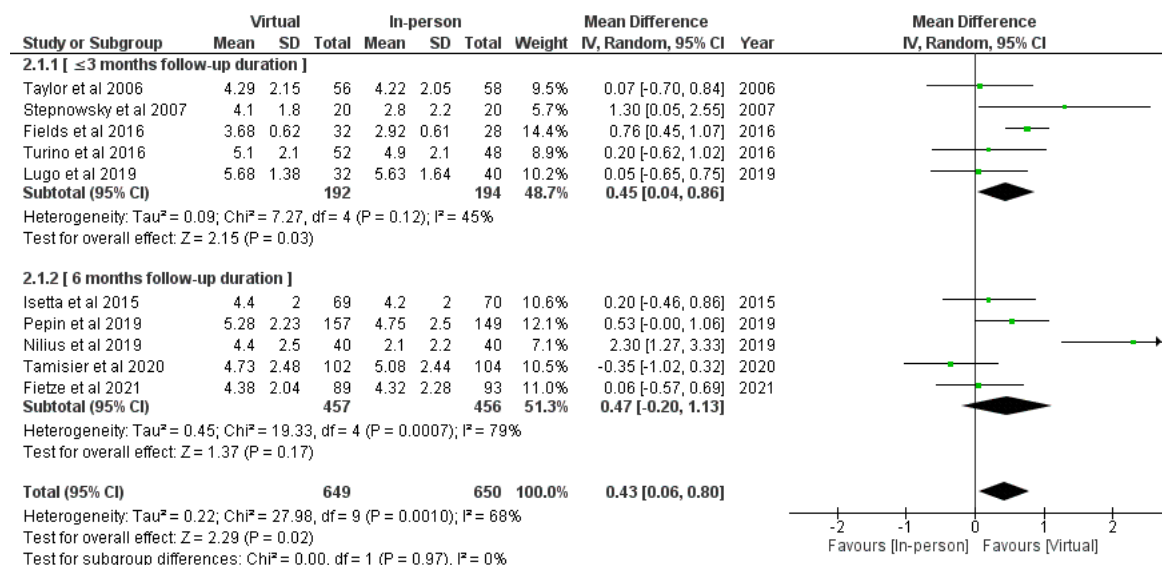 Virtual In-person Mean Difference Mean Difference
Study or Subgroup Mean SD Total Mean SD Total Weight IV, Random, 95% CI Year IV, Random, 95% CI
2.1.1 [ ≤3 months follow-up duration ]
Taylor et al 2006 4.29 2.15 56 4.22 2.05 58 9.5% 0.07 [-0.70, 0.84] 2006
Stepnowsky et al 2007 4.1 1.8 20 2.8 2.2 20 5.7% 1.30 [0.05, 2.55] 2007
Fields et al 2016 3.68 0.62 32 2.92 0.61 28 14.4% 0.76 [0.45, 1.07] 2016
Turino et al 2016 5.1 2.1 52 4.9 2.1 48 8.9% 0.20 [-0.62, 1.02] 2016
Lugo et al 2019 5.68 1.38 32 5.63 1.64 40 10.2% 0.05 [-0.65, 0.75] 2019
Subtotal (95% CI) 192 194 48.7% 0.45 [0.04, 0.86]
Heterogeneity: Tau² = 0.09; Chi² = 7.27, df = 4 (P = 0.12); I² = 45%
Test for overall effect: Z = 2.15 (P = 0.03)
2.1.2 [ 6 months follow-up duration ]
Isetta et al 2015 4.4 2 69 4.2 2 70 10.6% 0.20 [-0.46, 0.86] 2015
Pepin et al 2019 5.28 2.23 157 4.75 2.5 149 12.1% 0.53 [-0.00, 1.06] 2019
Nilius et al 2019 4.4 2.5 40 2.1 2.2 40 7.1% 2.30 [1.27, 3.33] 2019
Tamisier et al 2020 4.73 2.48 102 5.08 2.44 104 10.5% -0.35 [-1.02, 0.32] 2020
Fietze et al 2021 4.38 2.04 89 4.32 2.28 93 11.0% 0.06 [-0.57, 0.69] 2021
Subtotal (95% CI) 457 456 51.3% 0.47 [-0.20, 1.13]
Heterogeneity: Tau² = 0.45; Chi² = 19.33, df = 4 (P = 0.0007); I² = 79%
Test for overall effect: Z = 1.37 (P = 0.17)
Total (95% CI) 649 650 100.0% 0.43 [0.06, 0.80]
Heterogeneity: Tau² = 0.22; Chi² = 27.98, df = 9 (P = 0.0010); I² = 68%
Test for overall effect: Z = 2.29 (P = 0.02)
Test for subgroup differences: Chi² = 0.00, df = 1 (P = 0.97), I² = 0%
-2 -1 0 1 2
Favours [In-person] Favours [Virtual]